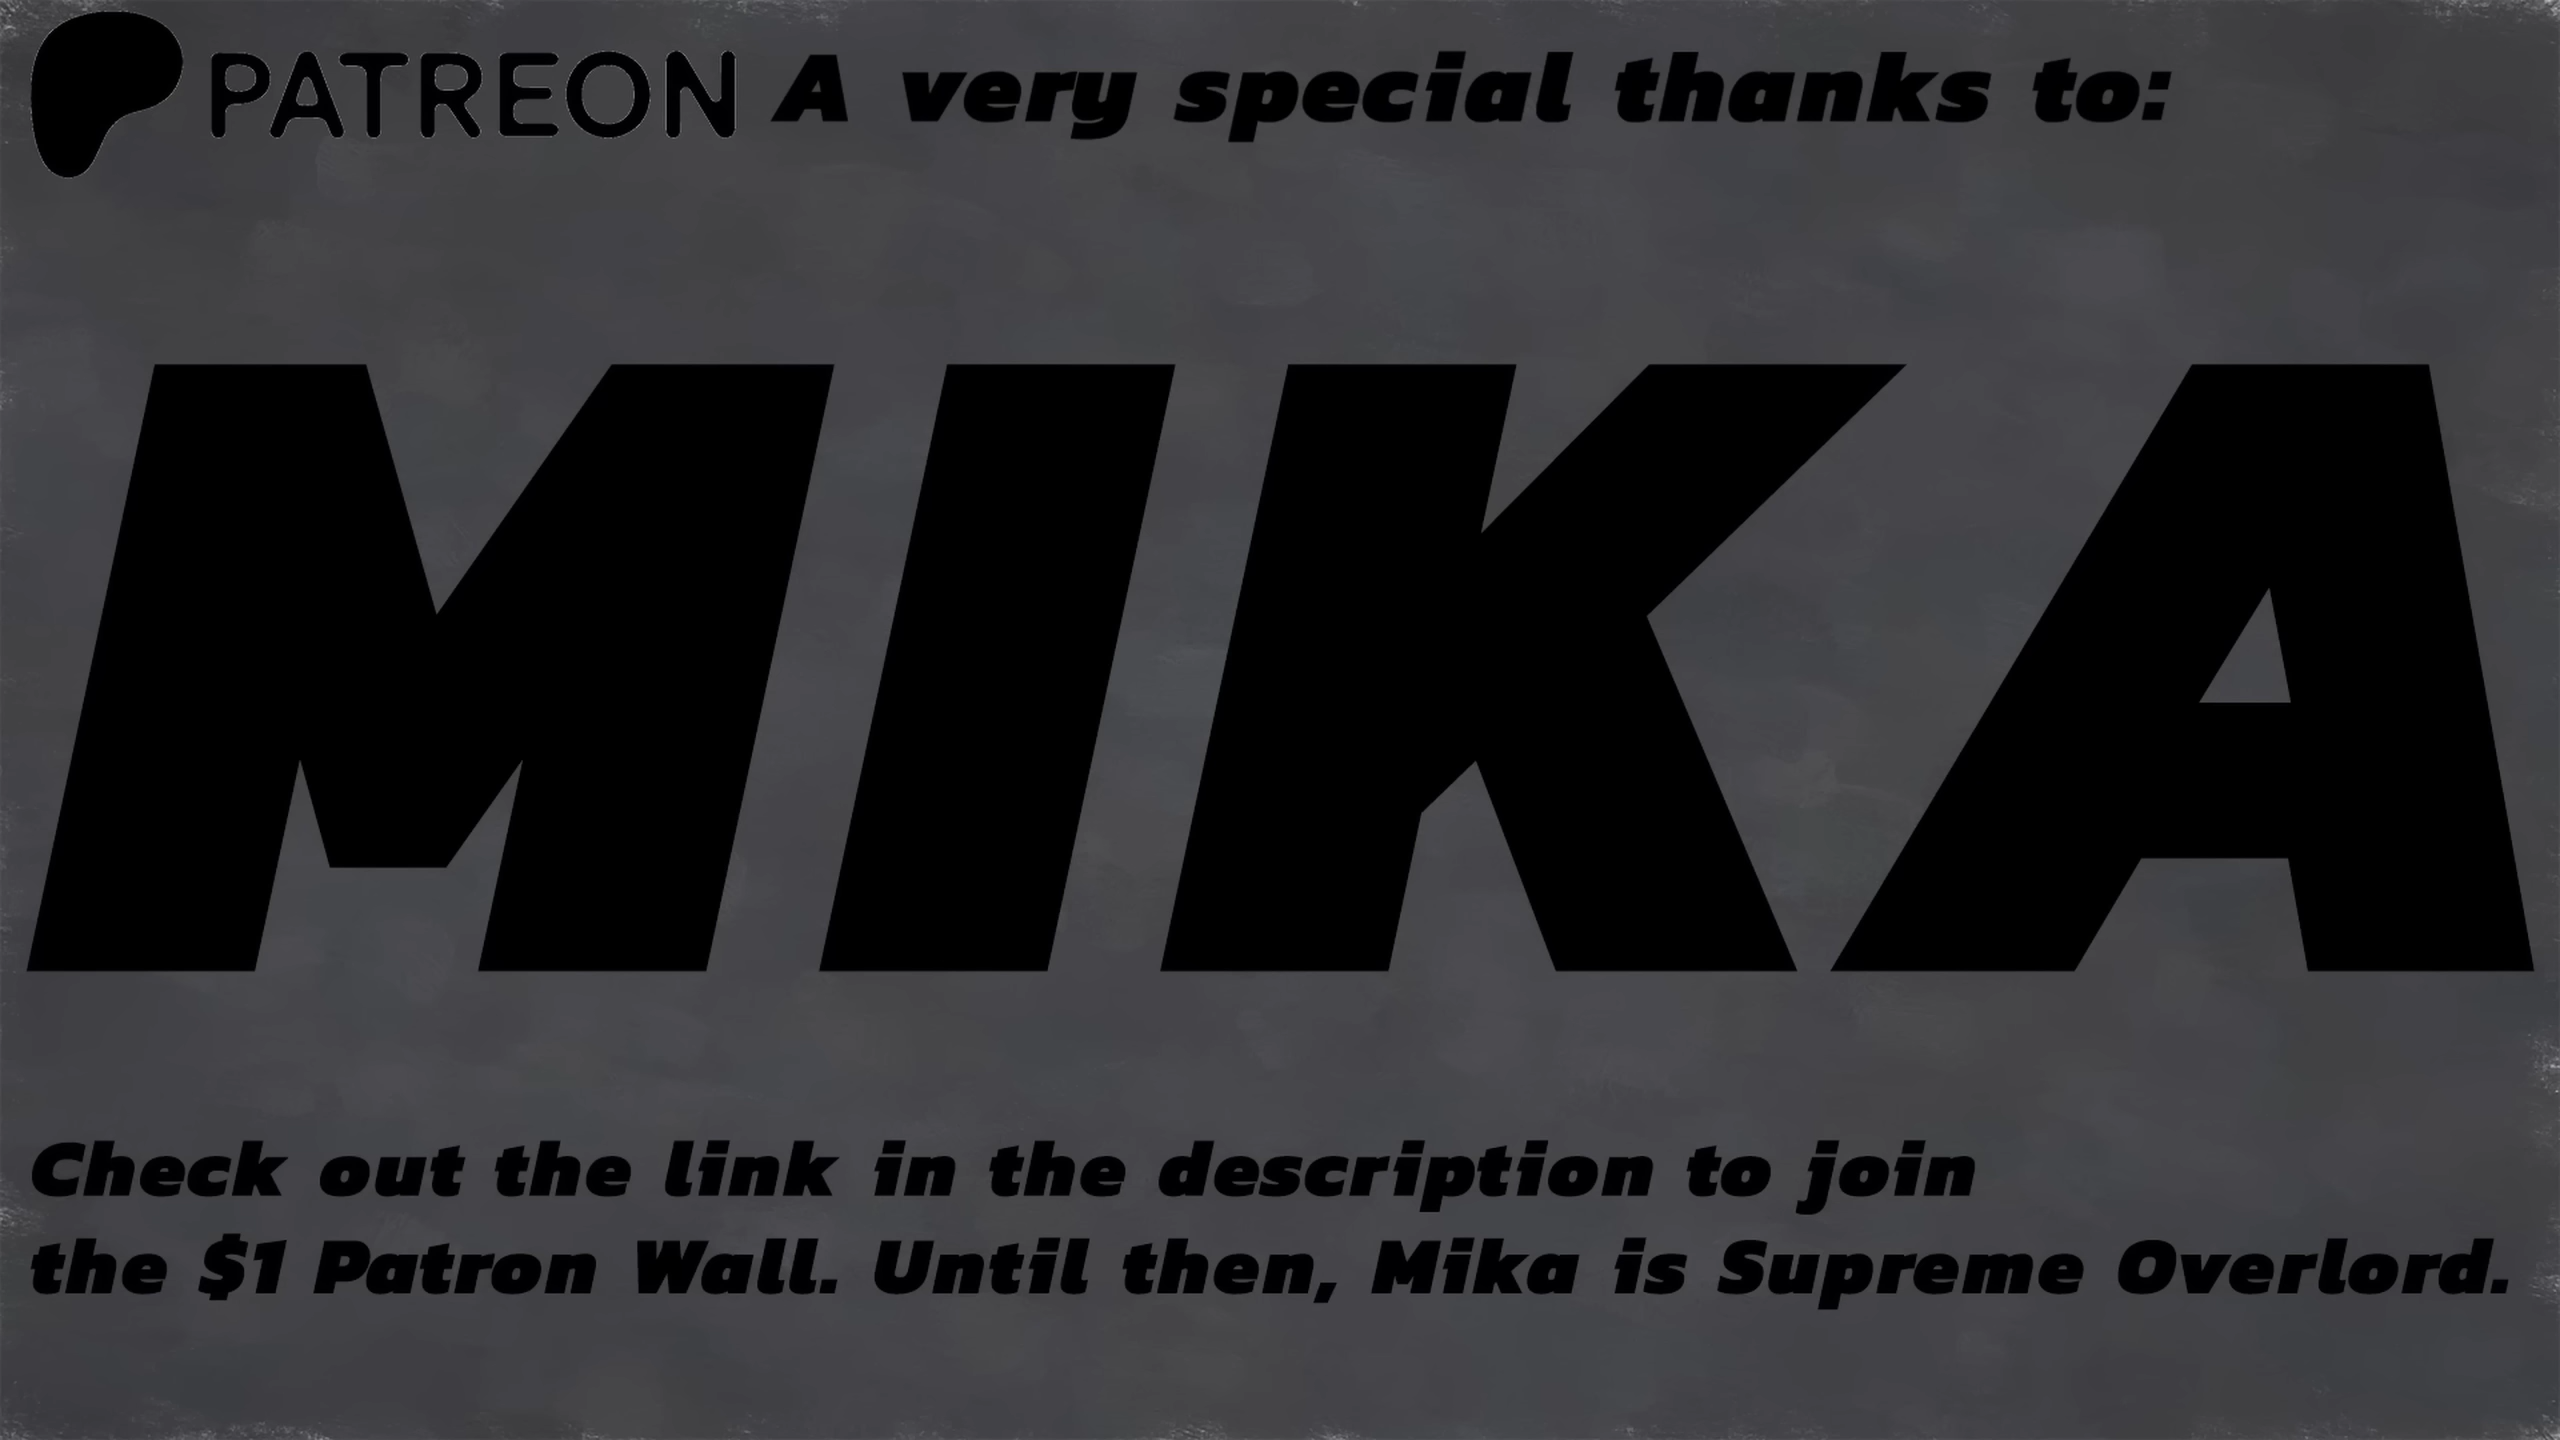 PATREON A very special thanks to:
MIKA
Check out the link in the description to join
the $1 Patron Wall. Until then, Mika is Supreme Overlord.